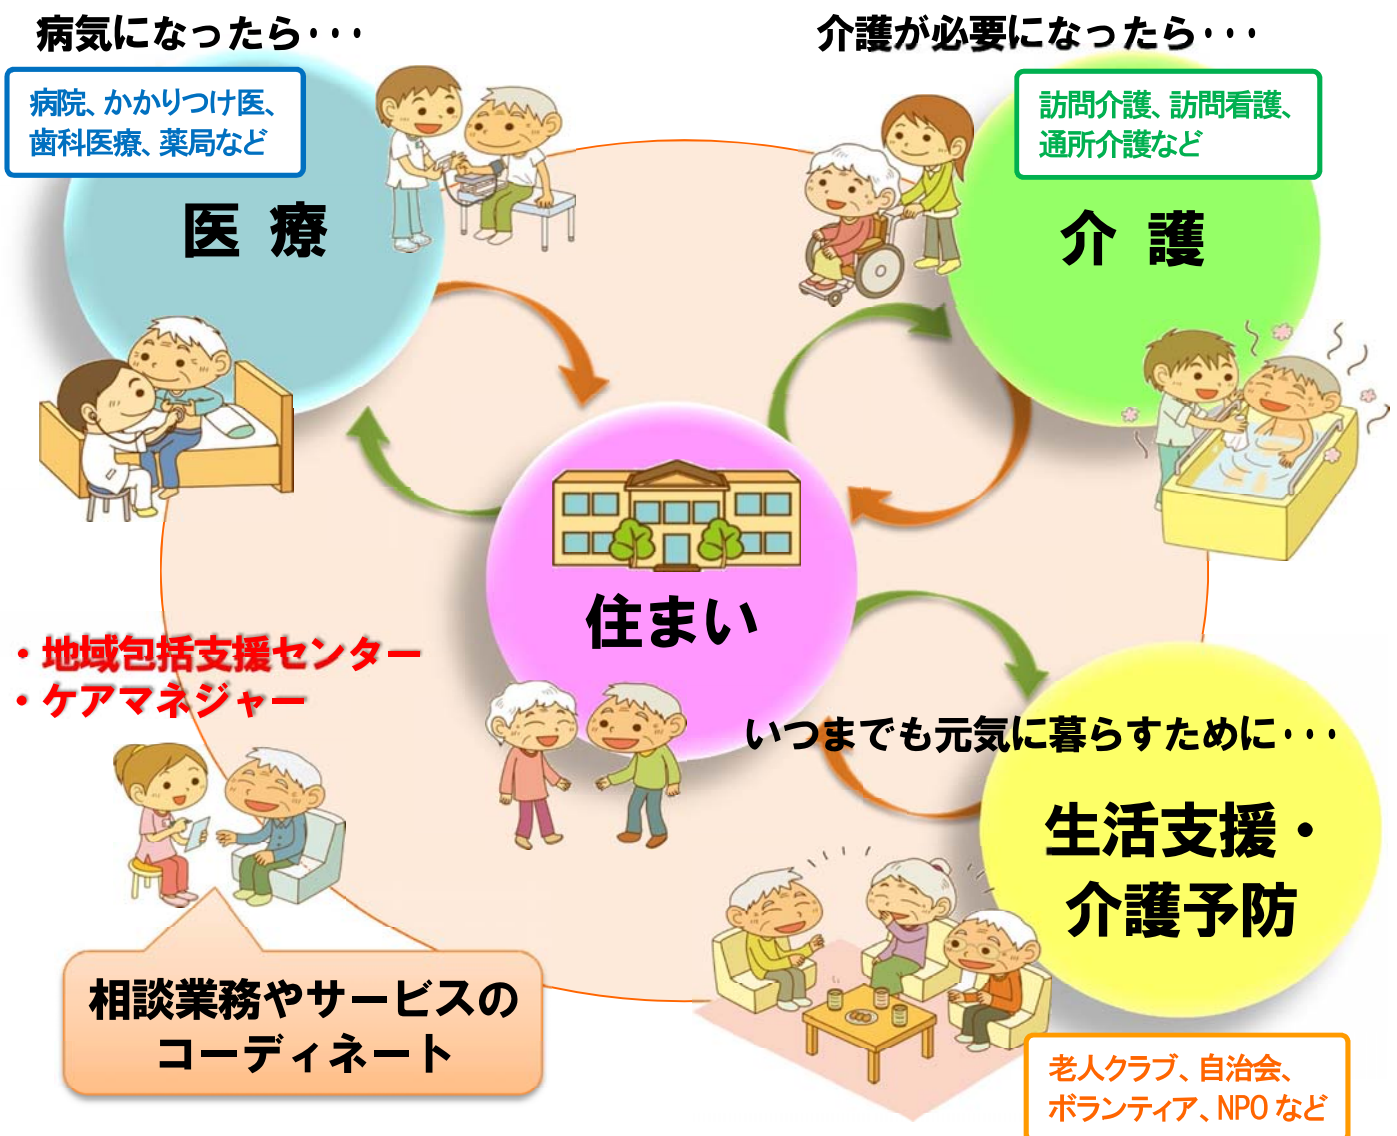 病気になったら･･･
病院、かかりつけ医、
歯科医療、薬局など
医療
介護が必要になったら･･･
訪問介護、訪問看護、
通所介護など
介護
住まい
・地域包括支援センター
・ケアマネジャー
相談業務やサービスの
コーディネート
いつまでも元気に暮らすために･･･
生活支援・
介護予防
老人クラブ、自治会、
ボランティア、NPOなど